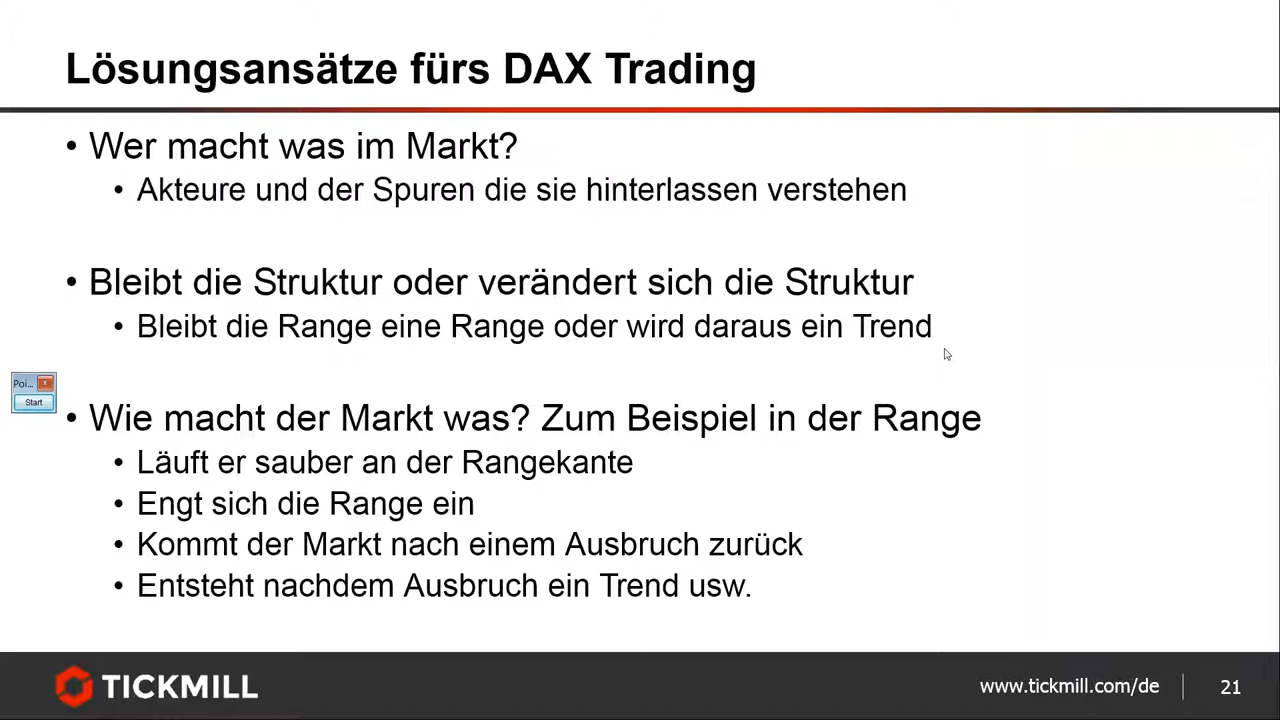 Lösungsansätze fürs DAX Trading
• Wer macht was im Markt?
• Akteure und der Spuren die sie hinterlassen verstehen
• Bleibt die Struktur oder verändert sich die Struktur
• Bleibt die Range eine Range oder wird daraus ein Trend
Poi...
Start
• Wie macht der Markt was? Zum Beispiel in der Range
• Läuft er sauber an der Rangekante
• Engt sich die Range ein
• Kommt der Markt nach einem Ausbruch zurück
• Entsteht nachdem Ausbruch ein Trend usw.
TICKMILL
www.tickmill.com/de
21